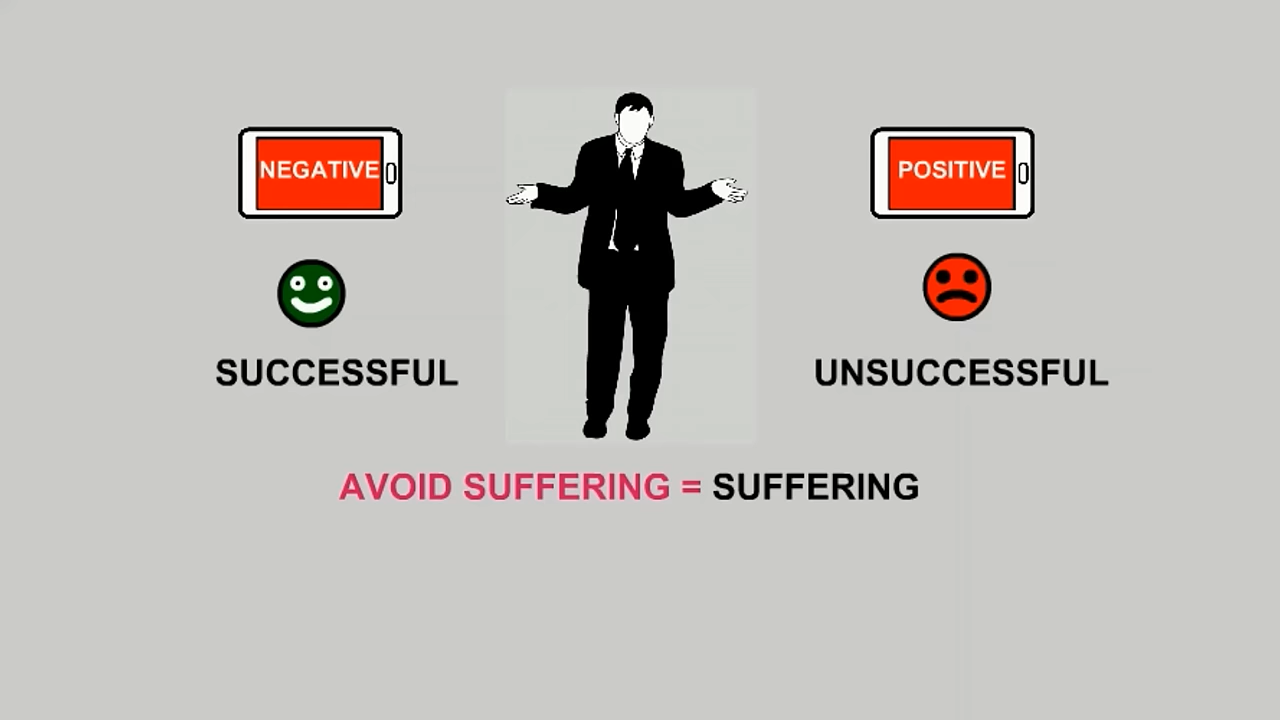 NEGATIVE
POSITIVE
SUCCESSFUL
UNSUCCESSFUL
AVOID SUFFERING = SUFFERING